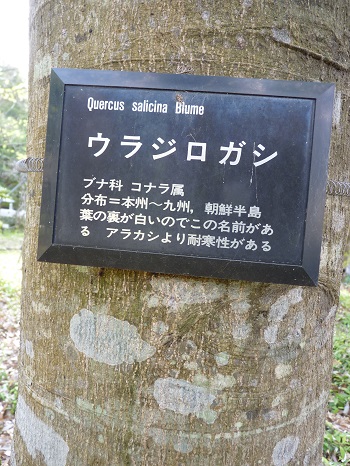 Quercus salicina Blume
ウラジロガシ
ブナ科 コナラ属
分布=本州〜九州,朝鮮半島
葉の裏が白いのでこの名前があ
る アラカシより耐寒性がある